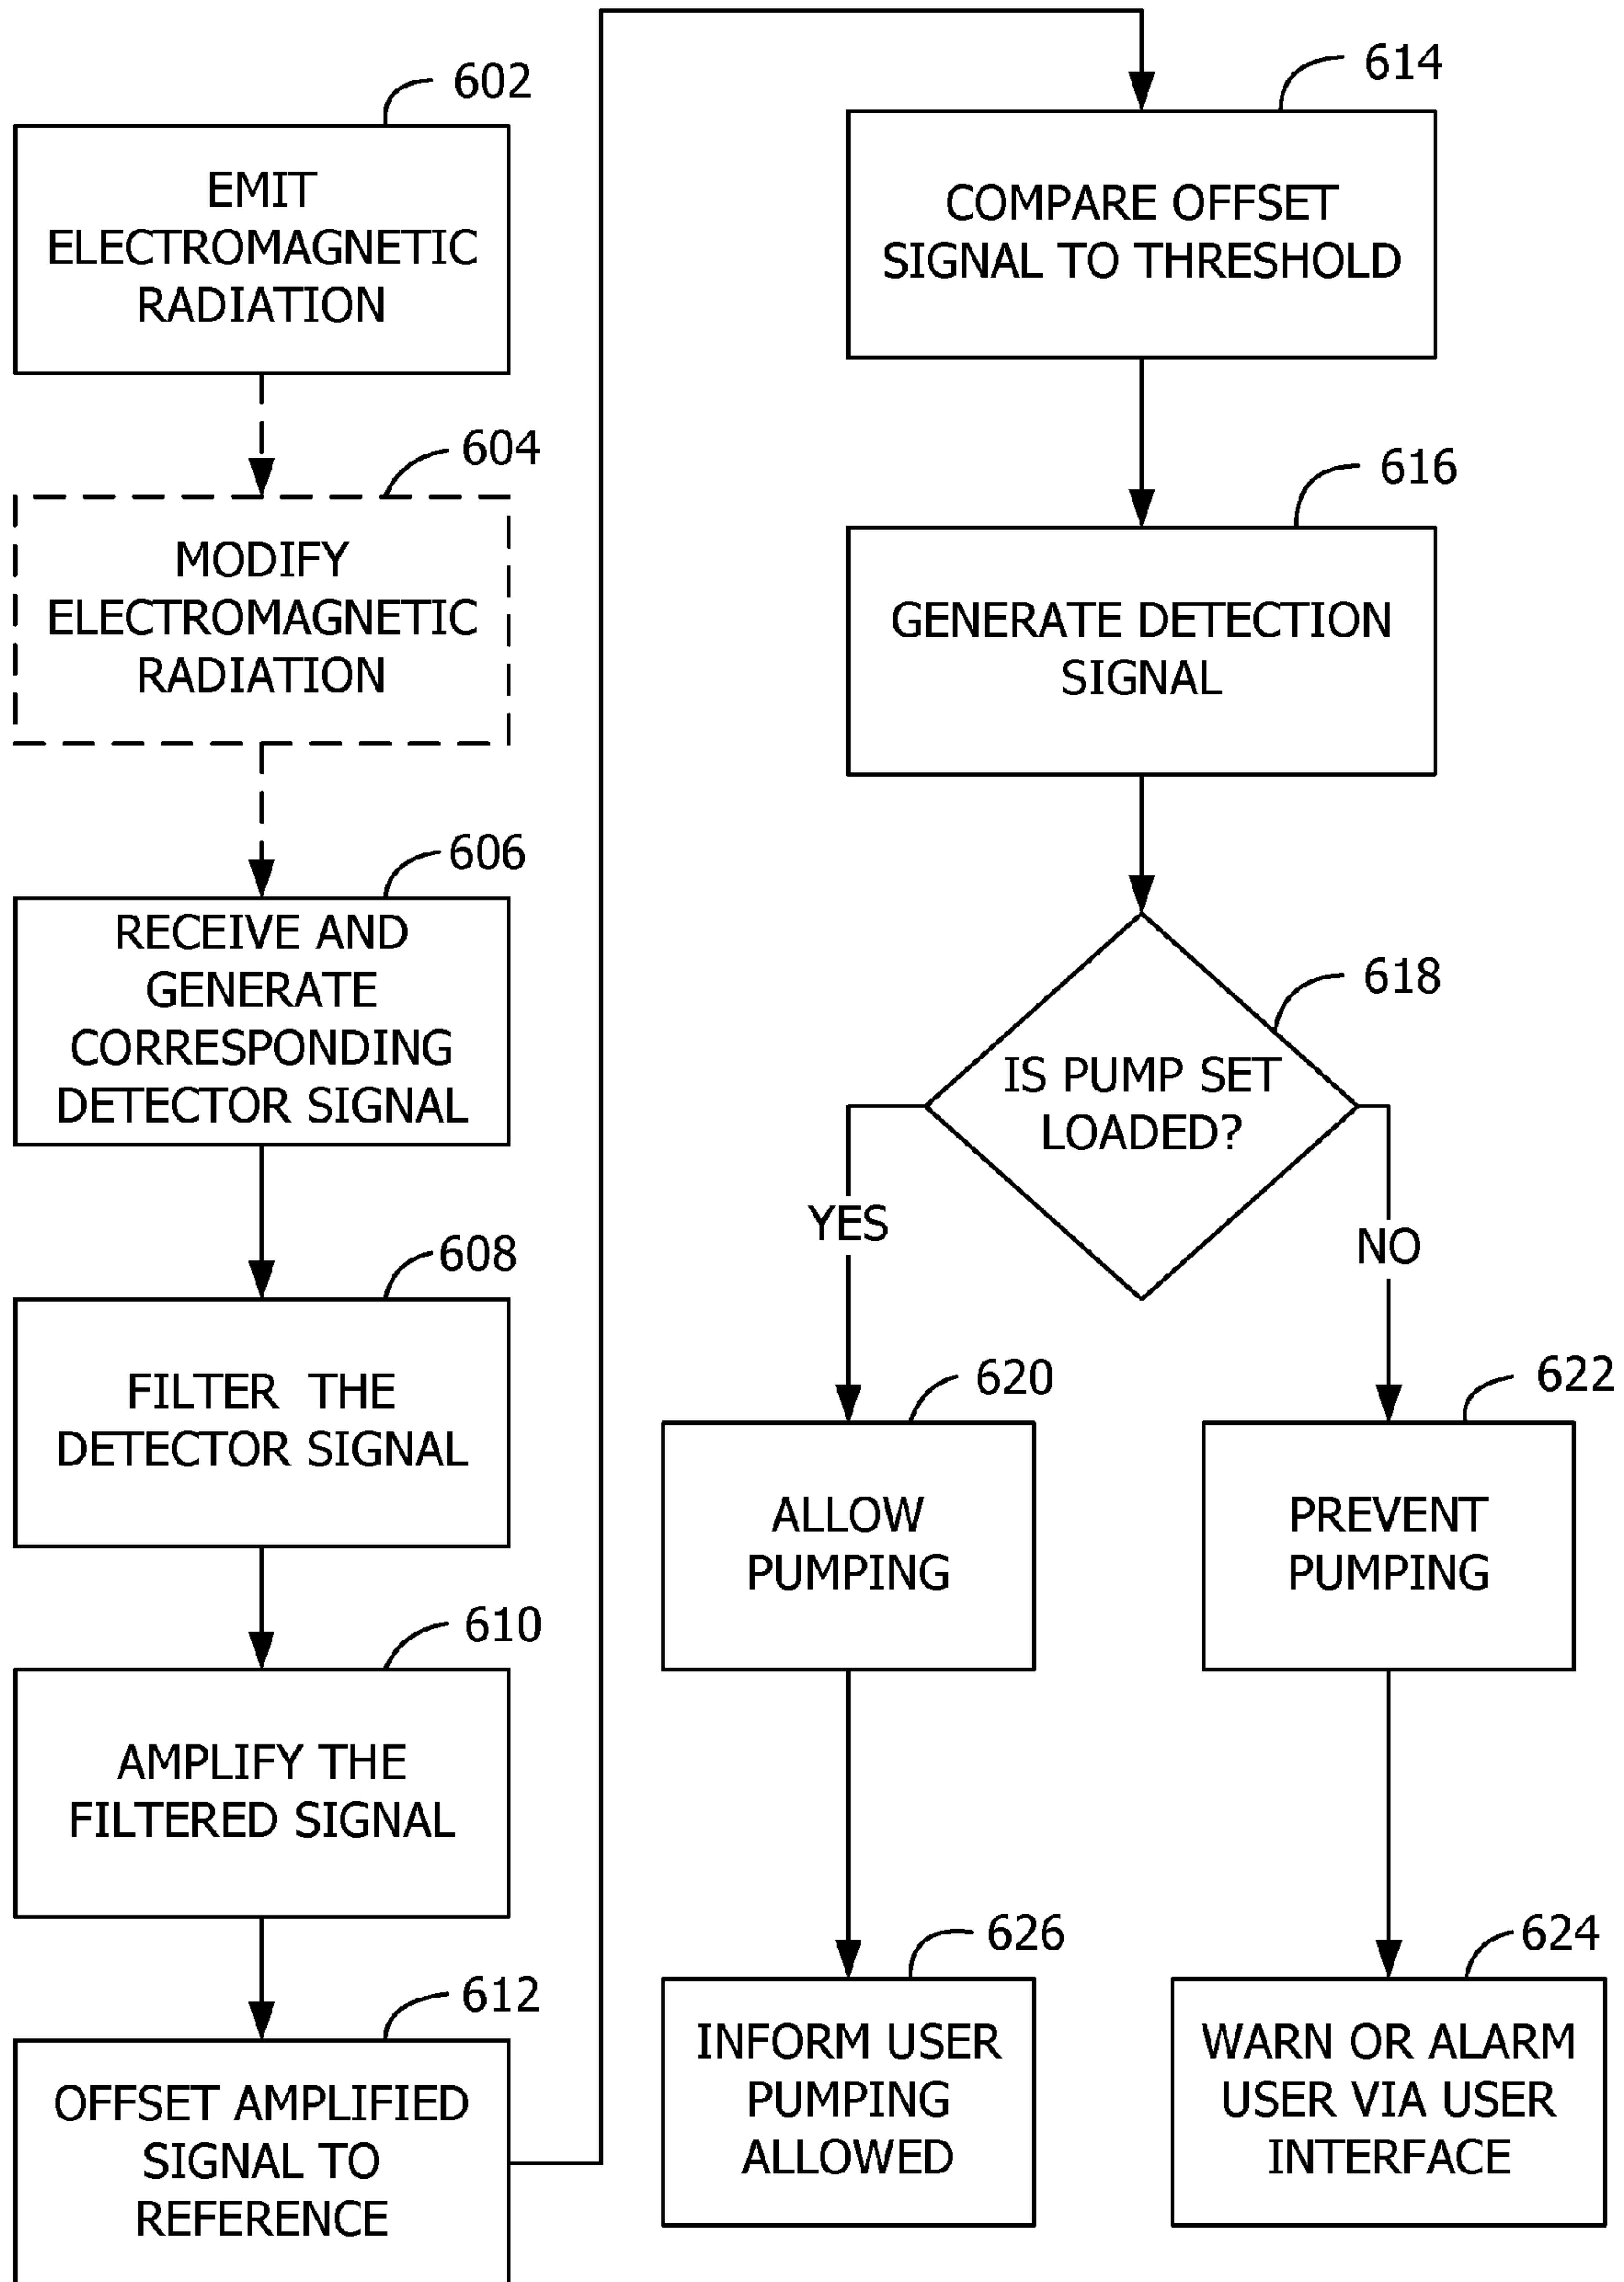 602
EMIT
ELECTROMAGNETIC
RADIATION
604
MODIFY
ELECTROMAGNETIC
RADIATION
606
RECEIVE AND
GENERATE
CORRESPONDING
DETECTOR SIGNAL
608
FILTER THE
DETECTOR SIGNAL
610
AMPLIFY THE
FILTERED SIGNAL
612
OFFSET AMPLIFIED
SIGNAL TO
REFERENCE
614
COMPARE OFFSET
SIGNAL TO THRESHOLD
616
GENERATE DETECTION
SIGNAL
618
IS PUMP SET
LOADED?
YES
NO
620
ALLOW
PUMPING
622
PREVENT
PUMPING
626
INFORM USER
PUMPING
ALLOWED
624
WARN OR ALARM
USER VIA USER
INTERFACE